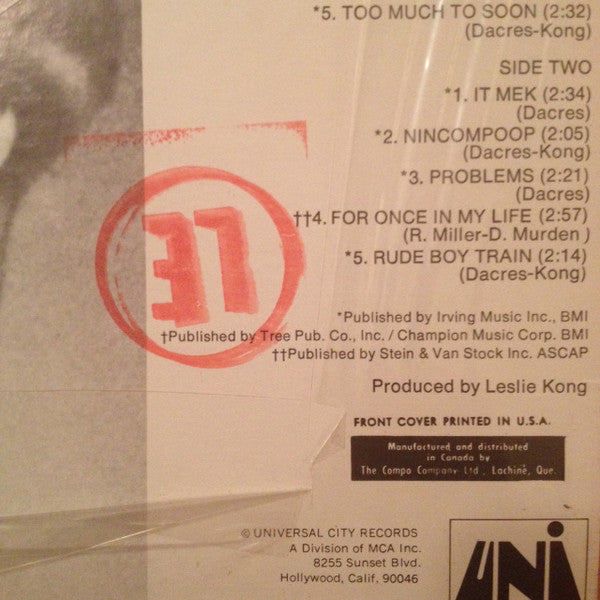 *5. TOO MUCH TO SOON (2:32)
(Dacres-Kong)
SIDE TWO
*1. IT MEK (2:34)
(Dacres)
*2. NINCOMPOOP (2:05)
(Dacres-Kong)
*3. PROBLEMS (2:21)
(Dacres)
††4. FOR ONCE IN MY LIFE (2:57)
(R. Miller-D. Murden )
*5. RUDE BOY TRAIN (2:14)
(Dacres-Kong)
*Published by Irving Music Inc., BMI
†Published by Tree Pub. Co., Inc. / Champion Music Corp. BMI
††Published by Stein & Van Stock Inc. ASCAP
Produced by Leslie Kong
FRONT COVER PRINTED IN U.S.A.
Manufactured and distributed
in Canada by
The Compo Company Ltd., Lachine, Que.
© UNIVERSAL CITY RECORDS
A Division of MCA Inc.
8255 Sunset Blvd.
Hollywood, Calif. 90046
UNI